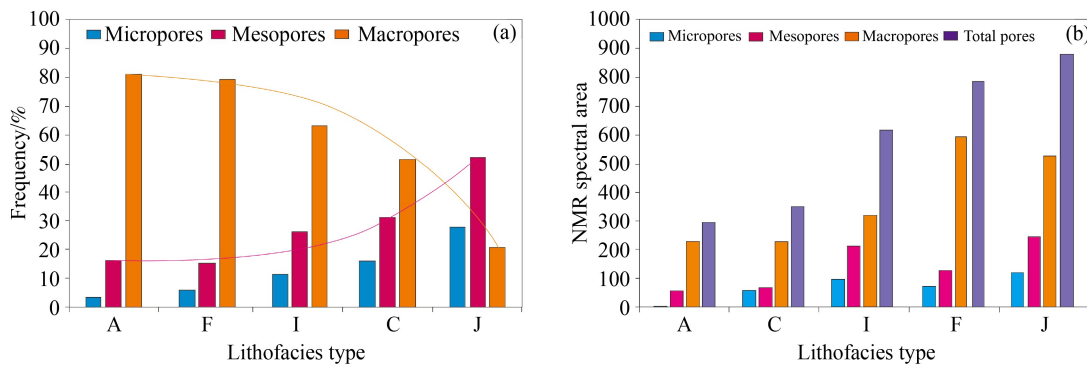 Frequency/%
100
90
80
70
60
50
40
30
20
10
0
Micropores Mesopores Macropores (a)
A F I C J
Lithofacies type
NMR spectral area
1000
900
800
700
600
500
400
300
200
100
0
(b)
Micropores Mesopores Macropores Total pores
A C I F J
Lithofacies type